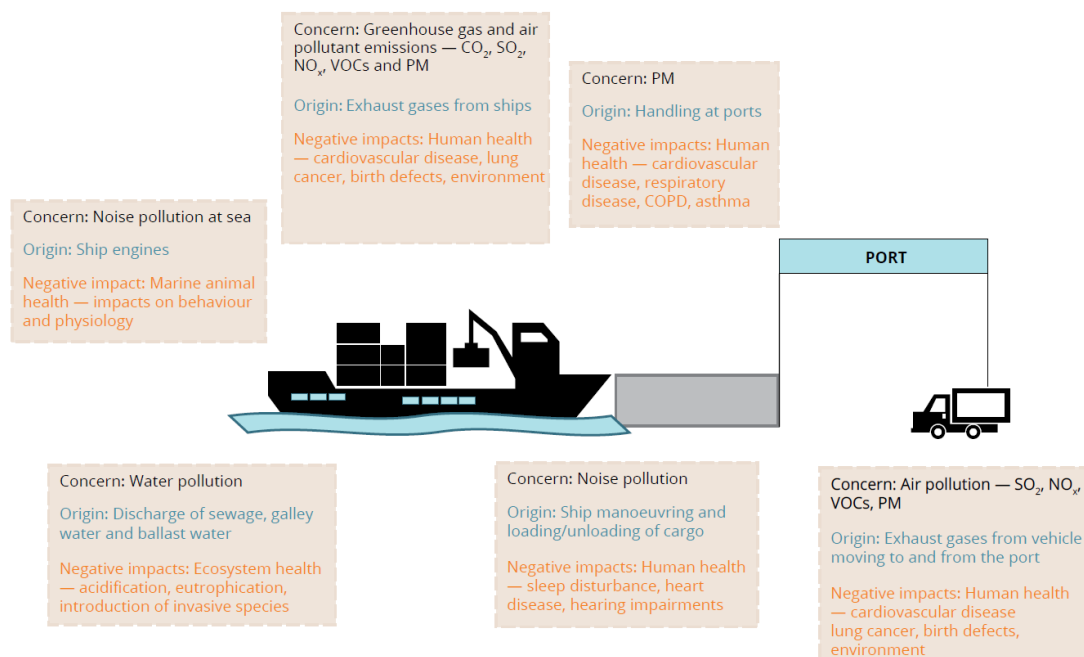 Concern: Greenhouse gas and air
pollutant emissions — CO₂, SO₂,
NOₓ, VOCs and PM
Origin: Exhaust gases from ships
Negative impacts: Human health
— cardiovascular disease, lung
cancer, birth defects, environment
Concern: PM
Origin: Handling at ports
Negative impacts: Human
health — cardiovascular
disease, respiratory
disease, COPD, asthma
Concern: Noise pollution at sea
Origin: Ship engines
Negative impact: Marine animal
health — impacts on behaviour
and physiology
PORT
Concern: Water pollution
Origin: Discharge of sewage, galley
water and ballast water
Negative impacts: Ecosystem health
— acidification, eutrophication,
introduction of invasive species
Concern: Noise pollution
Origin: Ship manoeuvring and
loading/unloading of cargo
Negative impacts: Human health
— sleep disturbance, heart
disease, hearing impairments
Concern: Air pollution — SO₂, NOₓ,
VOCs, PM
Origin: Exhaust gases from vehicle
moving to and from the port
Negative impacts: Human health
— cardiovascular disease
lung cancer, birth defects,
environment